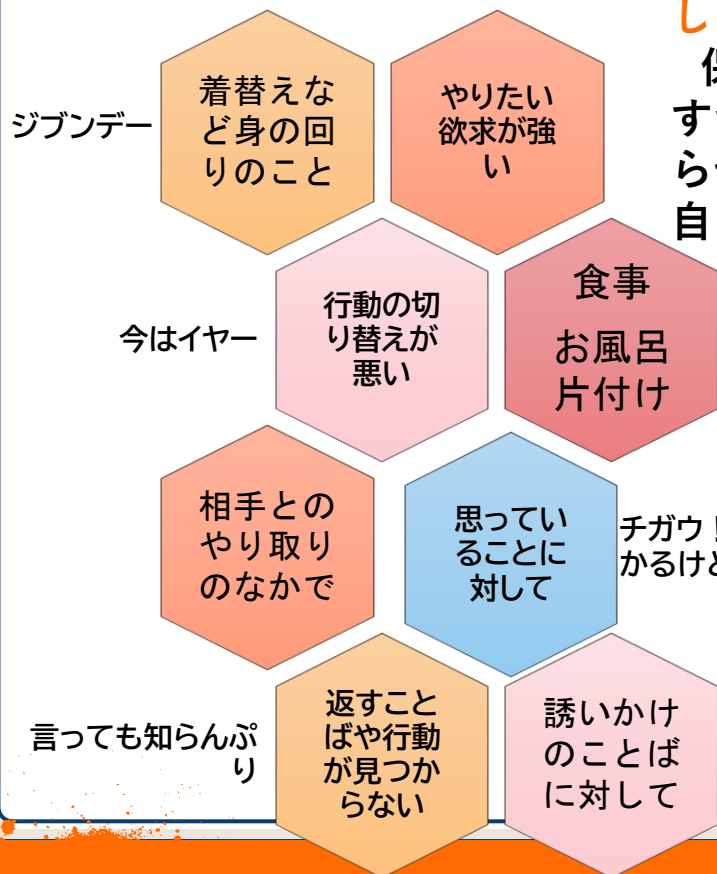 ジブンデー
着替えな
ど身の回
りのこと
やりたい
欲求が強
い
し
す
ら
自
今はイヤー
行動の切
り替えが
悪い
食事
お風呂
片付け
相手との
やり取り
のなかで
思ってい
ることに
対して
チガウ！
かるけど
言っても知らんぷ
り
返すこと
ばや行動
が見つか
らない
誘いかけ
のことば
に対して